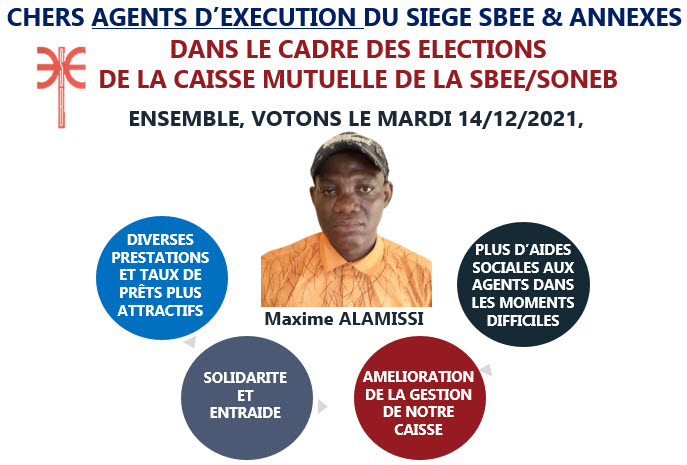 CHERS AGENTS D’EXECUTION DU SIEGE SBEE & ANNEXES
DANS LE CADRE DES ELECTIONS
DE LA CAISSE MUTUELLE DE LA SBEE/SONEB
ENSEMBLE, VOTONS LE MARDI 14/12/2021,
DIVERSES
PRESTATIONS
ET TAUX DE
PRÊTS PLUS
ATTRACTIFS
PLUS D’AIDES
SOCIALES AUX
AGENTS DANS
LES MOMENTS
DIFFICILES
Maxime ALAMISSI
SOLIDARITE
ET
ENTRAIDE
AMELIORATION
DE LA GESTION
DE NOTRE
CAISSE